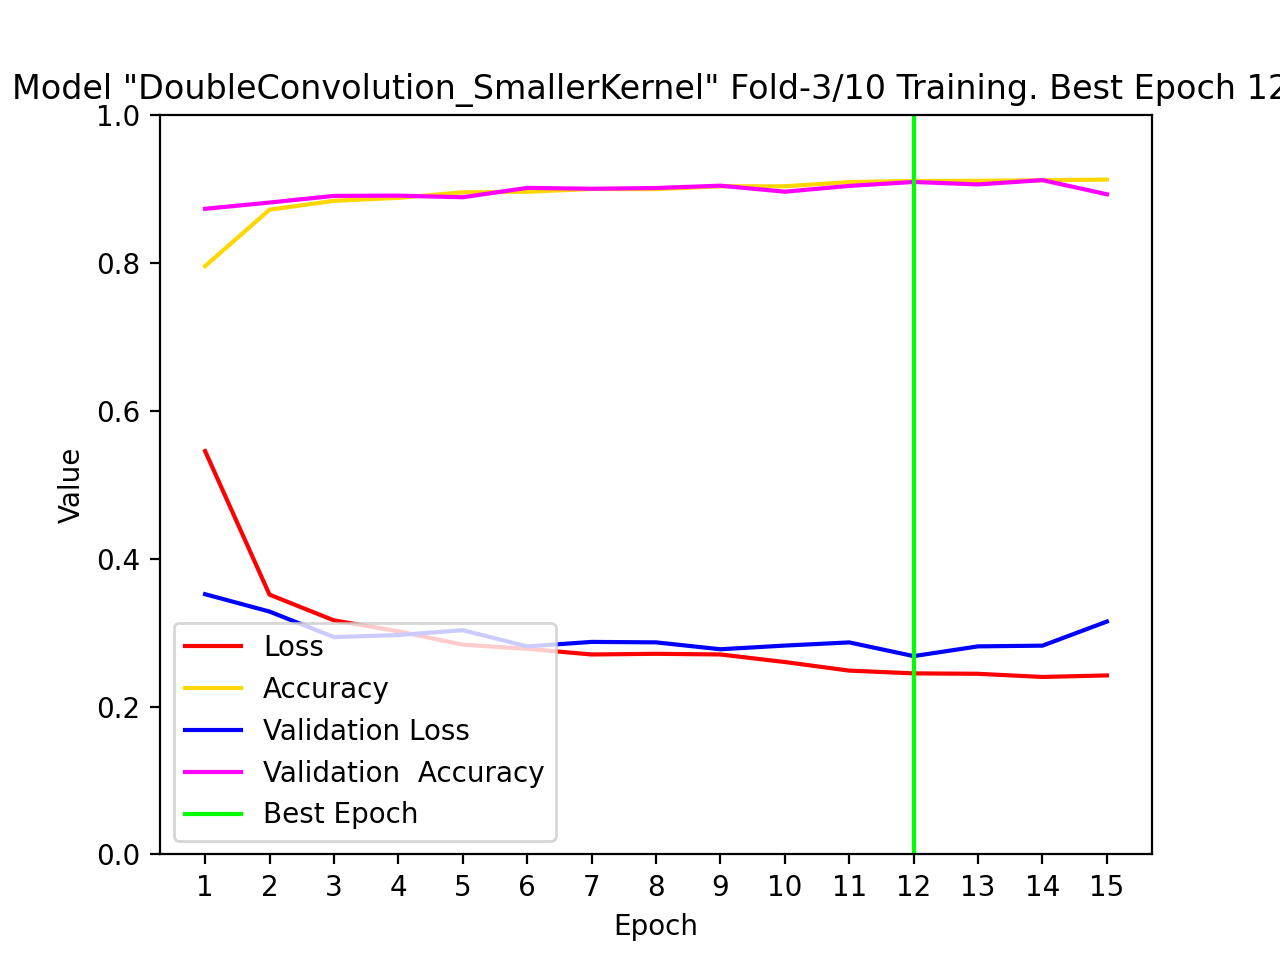 Model "DoubleConvolution_SmallerKernel" Fold-3/10 Training. Best Epoch 12
1.0
0.8
0.6
0.4
0.2
0.0
Value
Loss
Accuracy
Validation Loss
Validation  Accuracy
Best Epoch
1 2 3 4 5 6 7 8 9 10 11 12 13 14 15
Epoch